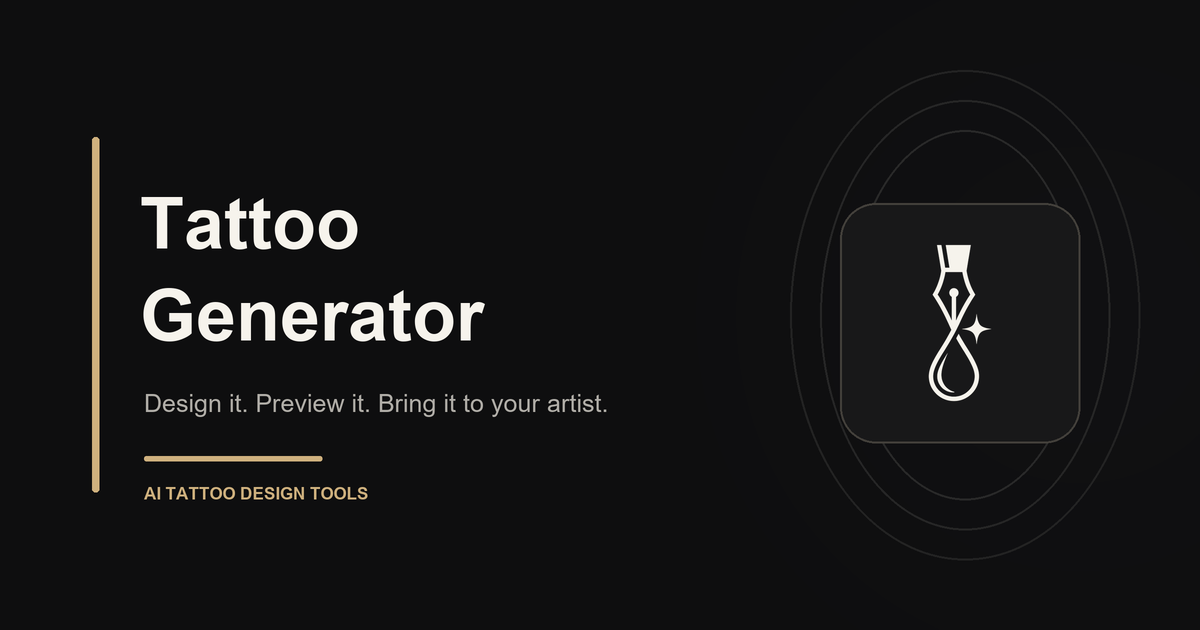 Tattoo
Generator
Design it. Preview it. Bring it to your artist.
AI TATTOO DESIGN TOOLS